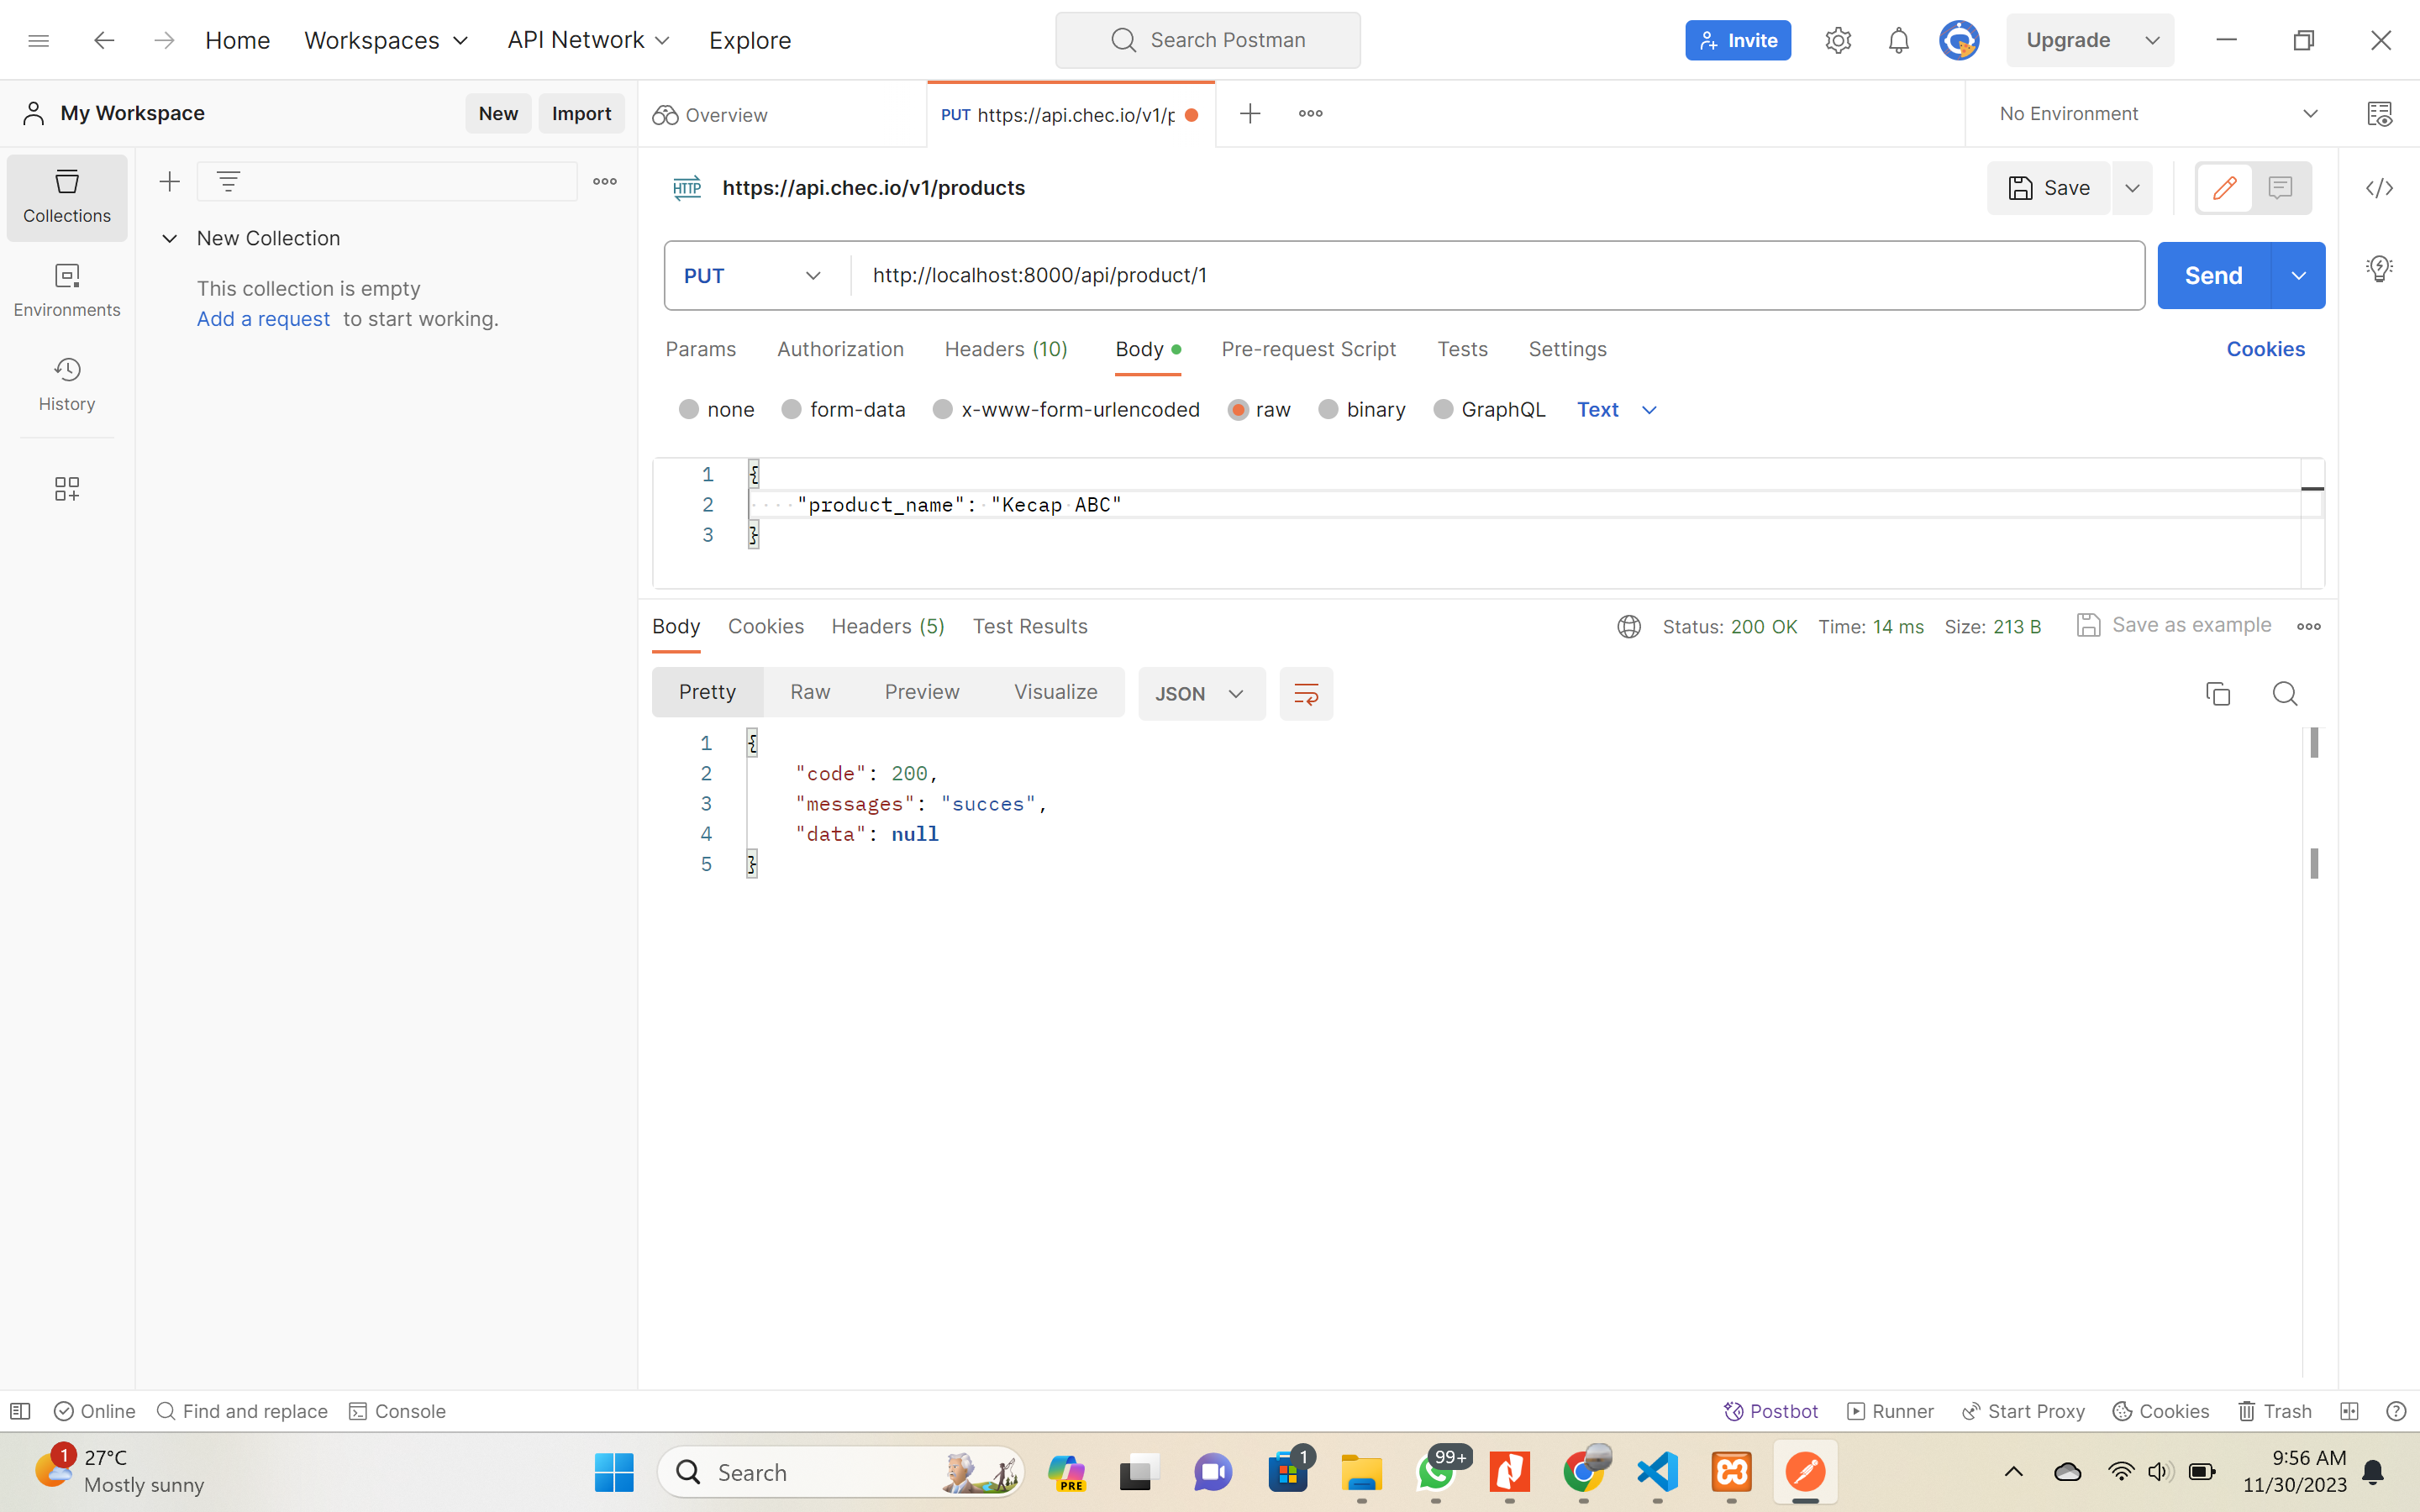 Home
Workspaces
API Network
Explore
Search Postman
Invite
Upgrade
My Workspace
New
Import
Overview
PUT https://api.chec.io/v1/p
No Environment
Collections
Environments
History
New Collection
This collection is empty
Add a request to start working.
HTTP
https://api.chec.io/v1/products
Save
PUT
http://localhost:8000/api/product/1
Send
Params
Authorization
Headers (10)
Body
Pre-request Script
Tests
Settings
Cookies
none
form-data
x-www-form-urlencoded
raw
binary
GraphQL
Text
1 {
2 "product_name": "Kecap ABC"
3 }
Body
Cookies
Headers (5)
Test Results
Status: 200 OK
Time: 14 ms
Size: 213 B
Save as example
Pretty
Raw
Preview
Visualize
JSON
1 {
2 "code": 200,
3 "messages": "succes",
4 "data": null
5 }
Online
Find and replace
Console
Postbot
Runner
Start Proxy
Cookies
Trash
1
27°C
Mostly sunny
Search
PRE
1
99+
9:56 AM
11/30/2023